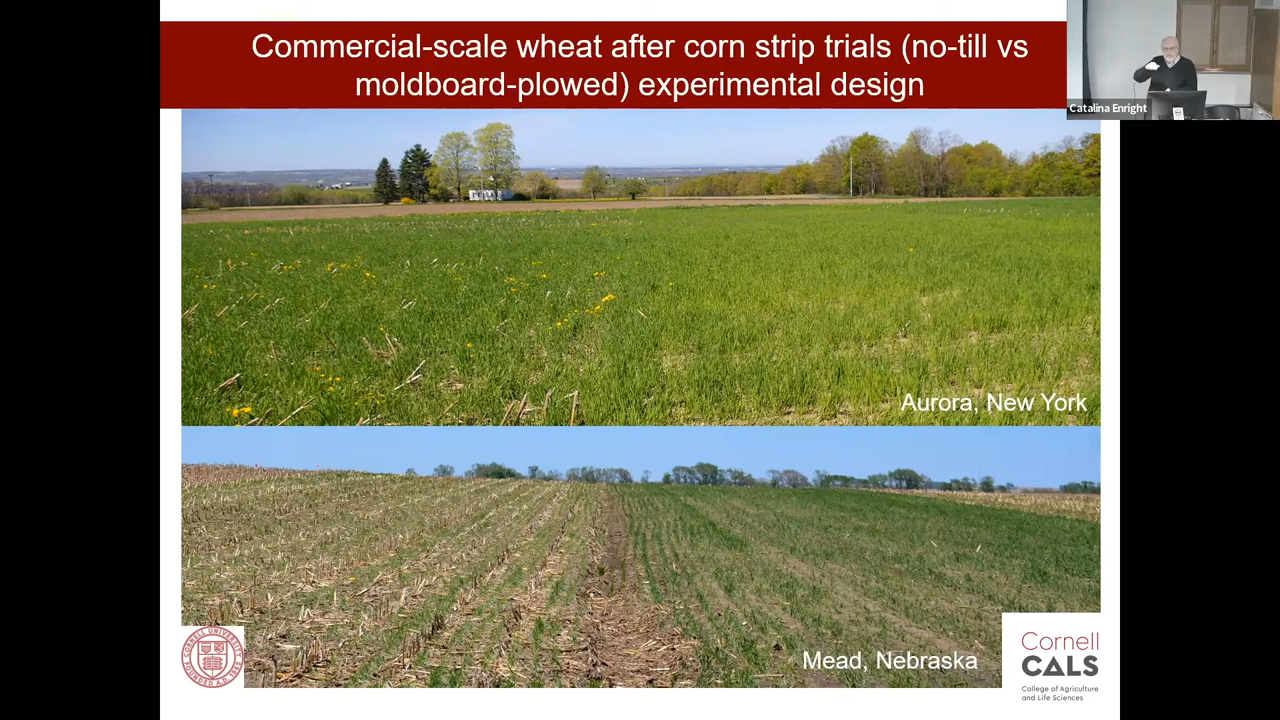 Commercial-scale wheat after corn strip trials (no-till vs
moldboard-plowed) experimental design
Catalina Enright
Aurora, New York
Mead, Nebraska
Cornell
CALS
College of Agriculture
and Life Sciences